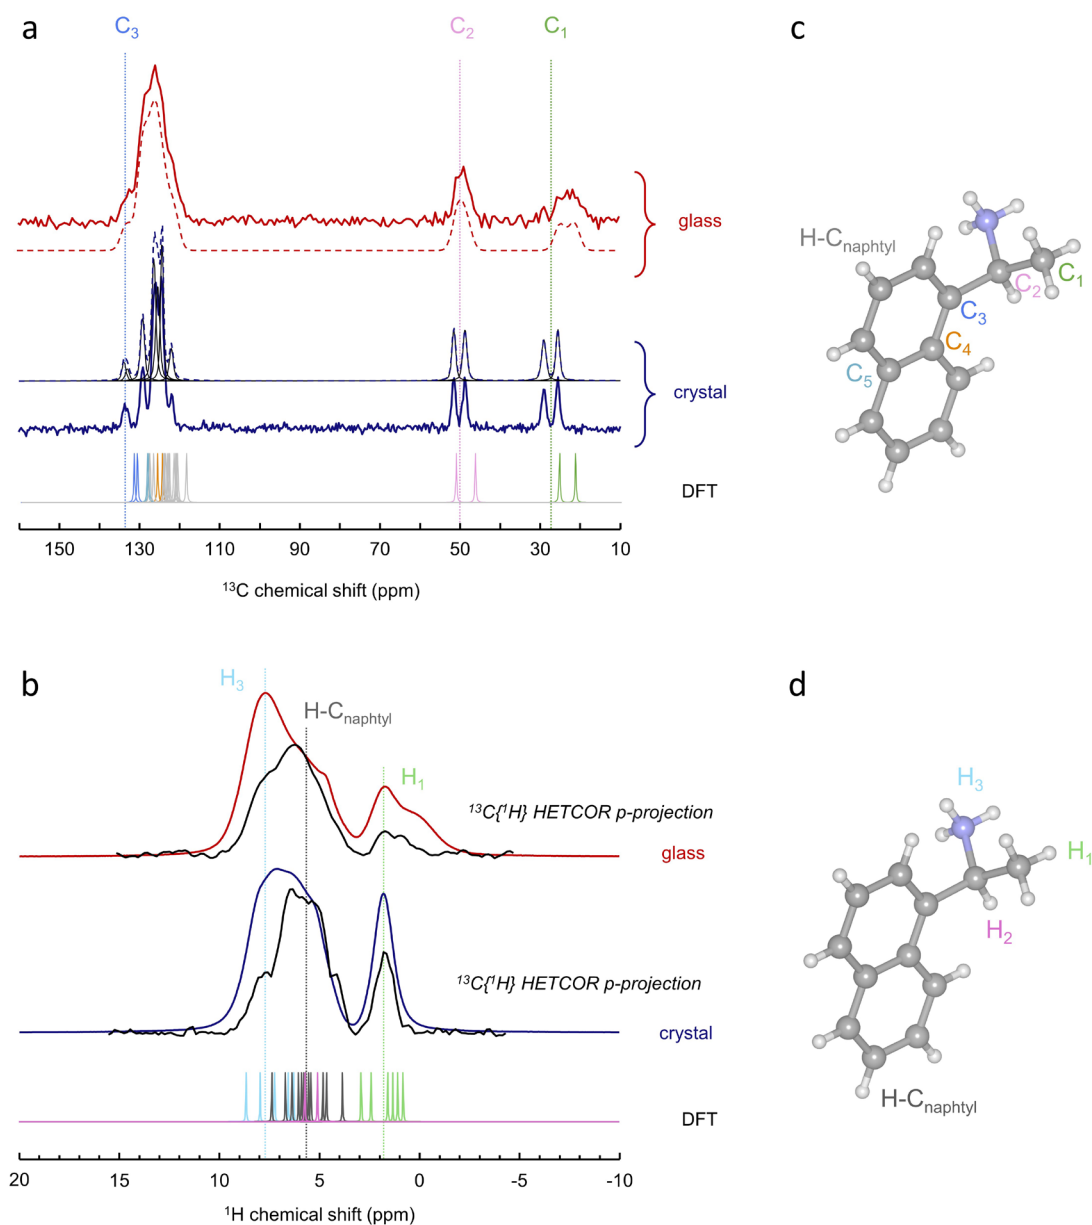 a
C₃
C₂
C₁
glass
crystal
DFT
150 130 110 90 70 50 30 10
¹³C chemical shift (ppm)
c
H-Cnaphtyl
C₁
C₂
C₃
C₄
C₅
b
H₃
H-Cnaphtyl
H₁
¹³C{¹H} HETCOR p-projection
glass
¹³C{¹H} HETCOR p-projection
crystal
DFT
20 15 10 5 0 -5 -10
¹H chemical shift (ppm)
d
H₃
H₁
H₂
H-Cnaphtyl